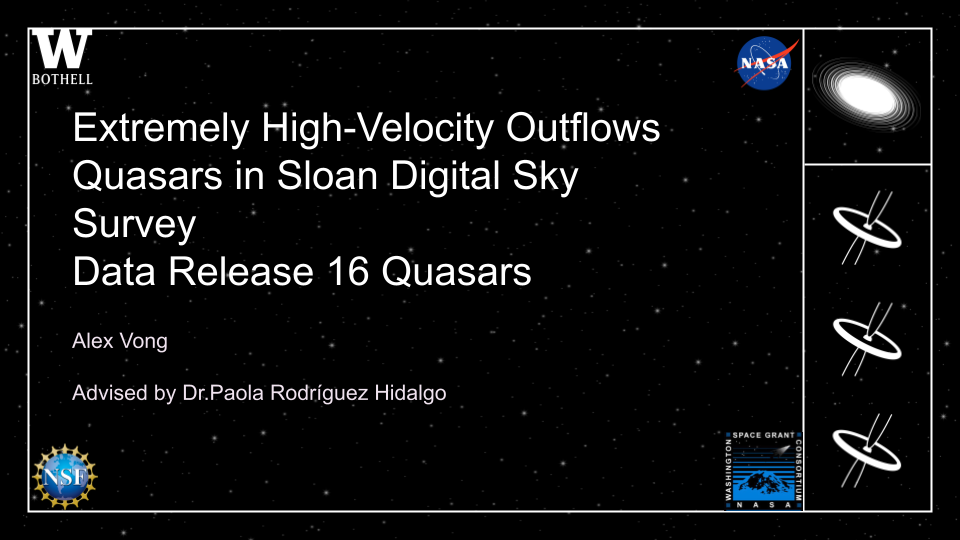 W
BOTHELL
NASA
Extremely High-Velocity Outflows
Quasars in Sloan Digital Sky
Survey
Data Release 16 Quasars
Alex Vong
Advised by Dr.Paola Rodríguez Hidalgo
NSF
SPACE GRANT
WASHINGTON
CONSORTIUM
N A S A